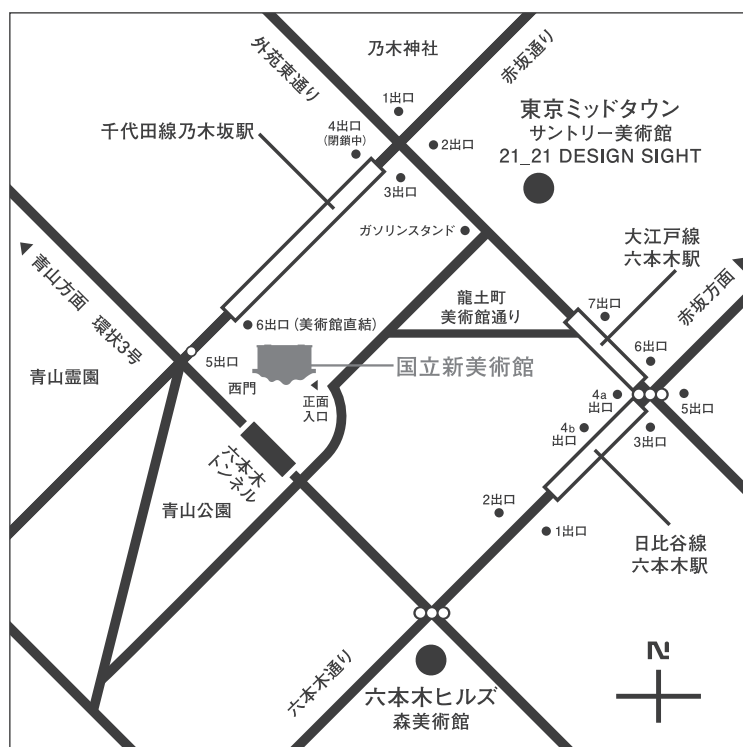 乃木神社
外苑東通り
赤坂通り
1出口
4出口
(閉鎖中)
2出口
千代田線乃木坂駅
3出口
東京ミッドタウン
サントリー美術館
21_21 DESIGN SIGHT
ガソリンスタンド
大江戸線
六本木駅
青山方面 環状3号
龍土町
美術館通り
7出口
赤坂方面
6出口(美術館直結)
5出口
西門
国立新美術館
正面
入口
6出口
4a
出口
5出口
4b
出口
3出口
青山霊園
六本木
トンネル
青山公園
2出口
1出口
日比谷線
六本木駅
六本木通り
六本木ヒルズ
森美術館
N